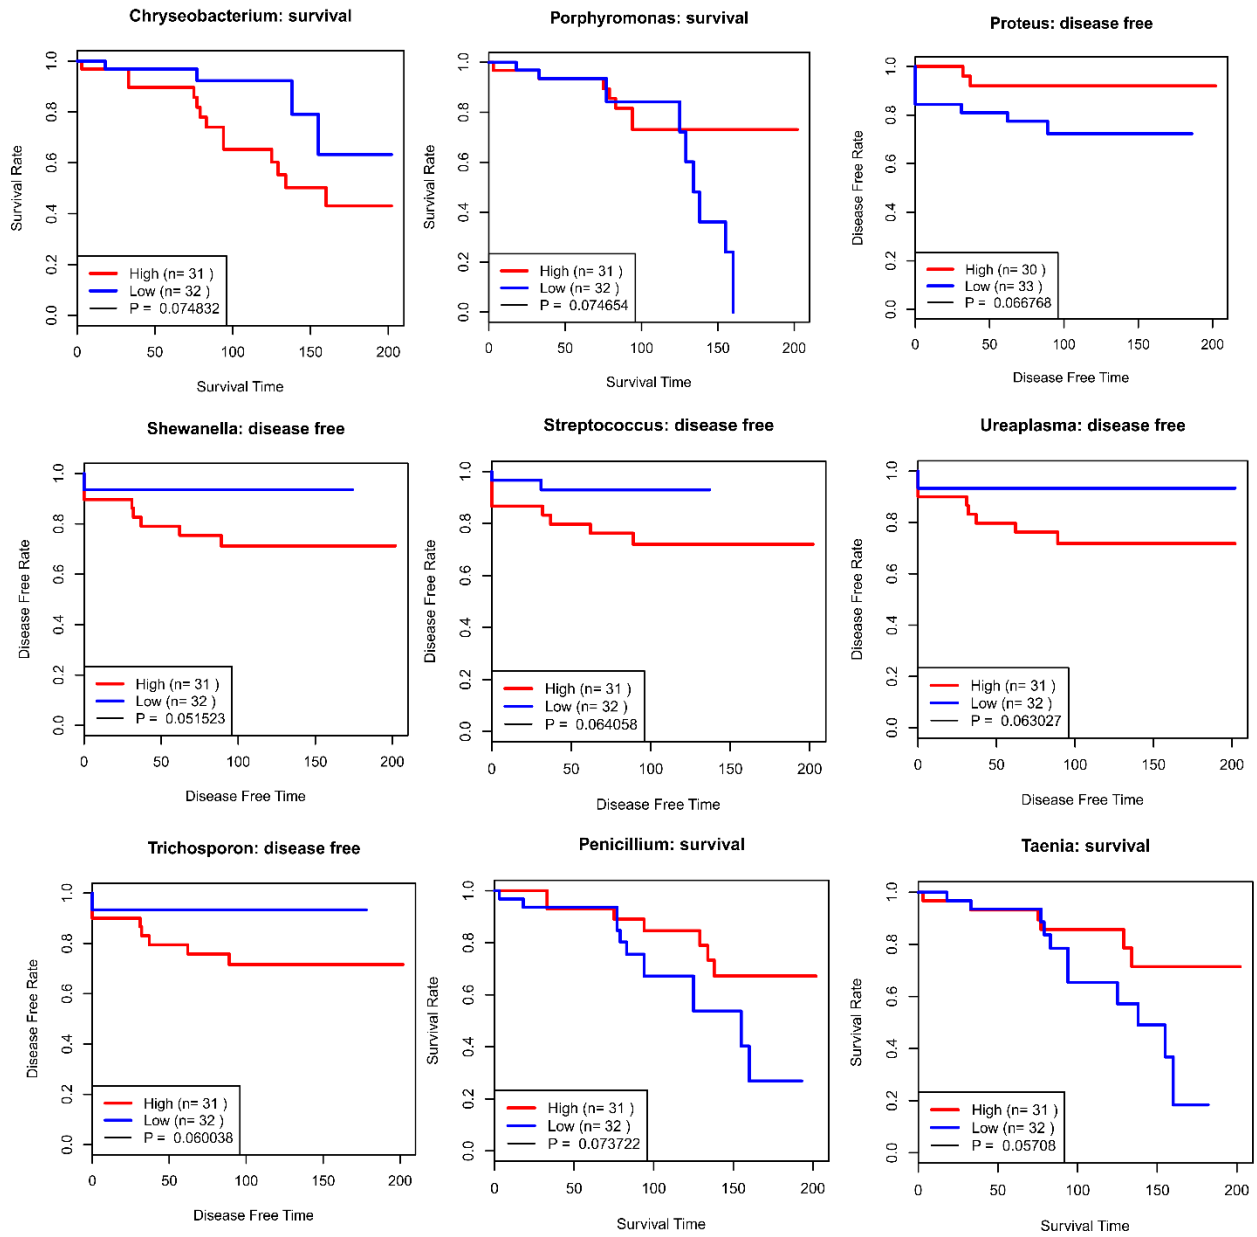 Chryseobacterium: survival
Survival Rate
0.0 0.2 0.4 0.6 0.8 1.0
High (n= 31 )
Low (n= 32 )
P = 0.074832
0 50 100 150 200
Survival Time
Porphyromonas: survival
Survival Rate
0.0 0.2 0.4 0.6 0.8 1.0
High (n= 31 )
Low (n= 32 )
P = 0.074654
0 50 100 150 200
Survival Time
Proteus: disease free
Disease Free Rate
0.0 0.2 0.4 0.6 0.8 1.0
High (n= 30 )
Low (n= 33 )
P = 0.066768
0 50 100 150 200
Disease Free Time
Shewanella: disease free
Disease Free Rate
0.0 0.2 0.4 0.6 0.8 1.0
High (n= 31 )
Low (n= 32 )
P = 0.051523
0 50 100 150 200
Disease Free Time
Streptococcus: disease free
Disease Free Rate
0.0 0.2 0.4 0.6 0.8 1.0
High (n= 31 )
Low (n= 32 )
P = 0.064058
0 50 100 150 200
Disease Free Time
Ureaplasma: disease free
Disease Free Rate
0.0 0.2 0.4 0.6 0.8 1.0
High (n= 31 )
Low (n= 32 )
P = 0.063027
0 50 100 150 200
Disease Free Time
Trichosporon: disease free
Disease Free Rate
0.0 0.2 0.4 0.6 0.8 1.0
High (n= 31 )
Low (n= 32 )
P = 0.060038
0 50 100 150 200
Disease Free Time
Penicillium: survival
Survival Rate
0.0 0.2 0.4 0.6 0.8 1.0
High (n= 31 )
Low (n= 32 )
P = 0.073722
0 50 100 150 200
Survival Time
Taenia: survival
Survival Rate
0.0 0.2 0.4 0.6 0.8 1.0
High (n= 31 )
Low (n= 32 )
P = 0.05708
0 50 100 150 200
Survival Time